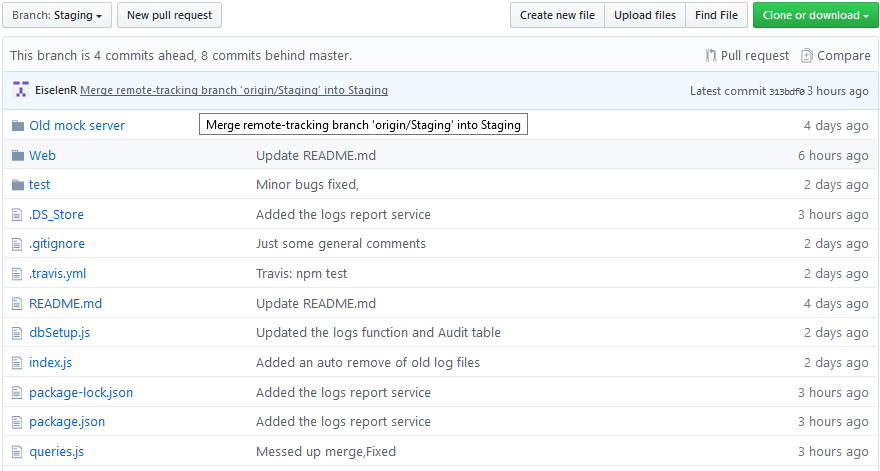 Branch: Staging New pull request Create new file Upload files Find File Clone or download
This branch is 4 commits ahead, 8 commits behind master. Pull request Compare
EiselenR Merge remote-tracking branch 'origin/Staging' into Staging Latest commit 313bdf0 3 hours ago
Old mock server Merge remote-tracking branch 'origin/Staging' into Staging 4 days ago
Web Update README.md 6 hours ago
test Minor bugs fixed, 2 days ago
.DS_Store Added the logs report service 3 hours ago
.gitignore Just some general comments 2 days ago
.travis.yml Travis: npm test 2 days ago
README.md Update README.md 4 days ago
dbSetup.js Updated the logs function and Audit table 2 days ago
index.js Added an auto remove of old log files 2 days ago
package-lock.json Added the logs report service 3 hours ago
package.json Added the logs report service 3 hours ago
queries.js Messed up merge,Fixed 3 hours ago